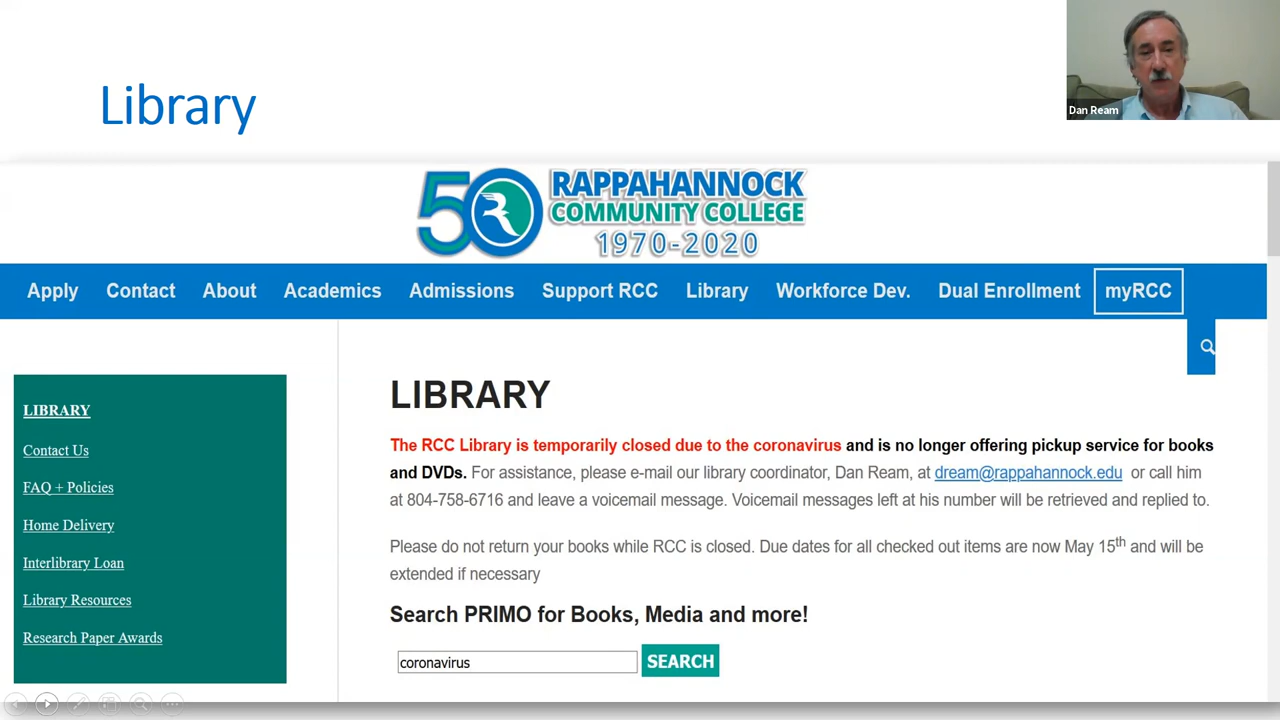 Library
Dan Ream
50 RAPPAHANNOCK
COMMUNITY COLLEGE
1970-2020
Apply Contact About Academics Admissions Support RCC Library Workforce Dev. Dual Enrollment myRCC
LIBRARY
Contact Us
FAQ + Policies
Home Delivery
Interlibrary Loan
Library Resources
Research Paper Awards
LIBRARY
The RCC Library is temporarily closed due to the coronavirus and is no longer offering pickup service for books
and DVDs. For assistance, please e-mail our library coordinator, Dan Ream, at dream@rappahannock.edu or call him
at 804-758-6716 and leave a voicemail message. Voicemail messages left at his number will be retrieved and replied to.
Please do not return your books while RCC is closed. Due dates for all checked out items are now May 15th and will be
extended if necessary
Search PRIMO for Books, Media and more!
coronavirus SEARCH